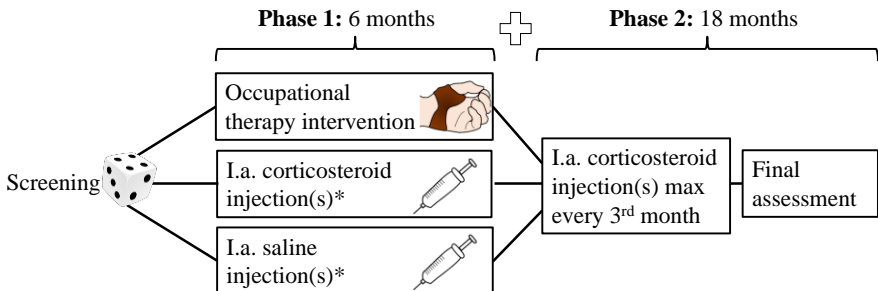 Phase 1: 6 months
Phase 2: 18 months
Screening
Occupational
therapy intervention
I.a. corticosteroid
injection(s)*
I.a. saline
injection(s)*
I.a. corticosteroid
injection(s) max
every 3rd month
Final
assessment